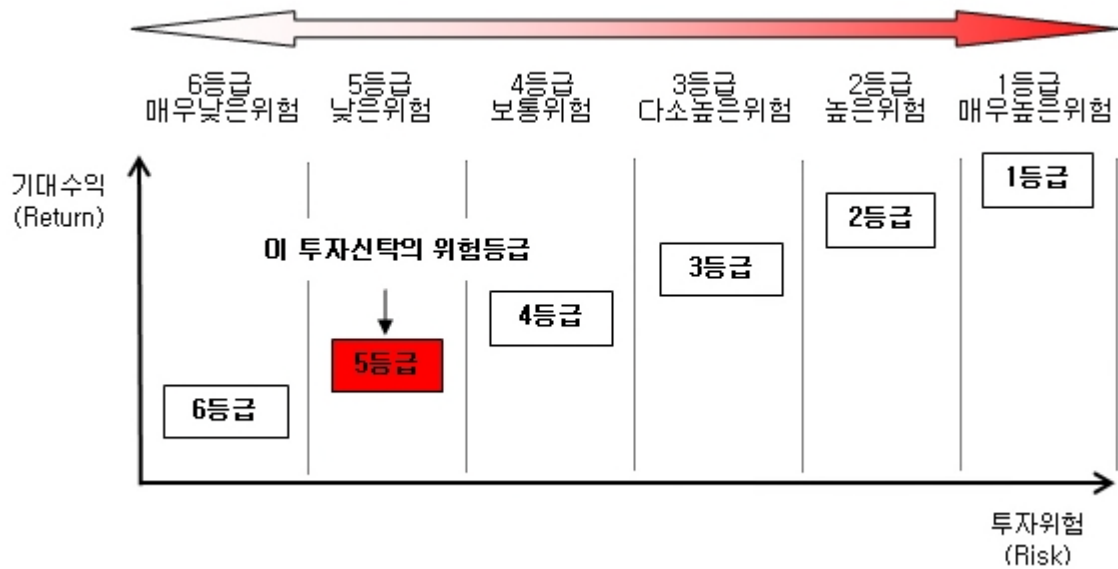 6등급 5등급 4등급 3등급 2등급 1등급
매우낮은위험 낮은위험 보통위험 다소높은위험 높은위험 매우높은위험
기대수익
(Return)
1등급
2등급
이 투자신탁의 위험등급
3등급
4등급
5등급
6등급
투자위험
(Risk)